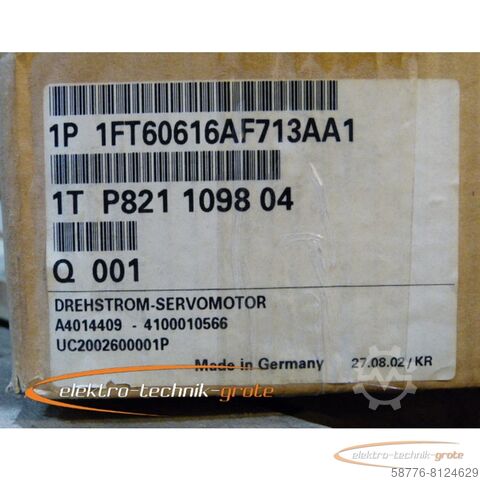 1P 1FT60616AF713AA1
1T P821 1098 04
Q 001
DREHSTROM-SERVOMOTOR
A4014409 - 4100010566
UC2002600001P
Made in Germany 27.08.02/KR
elektro-technik-grote
elektro-technik-grote
58776-8124629